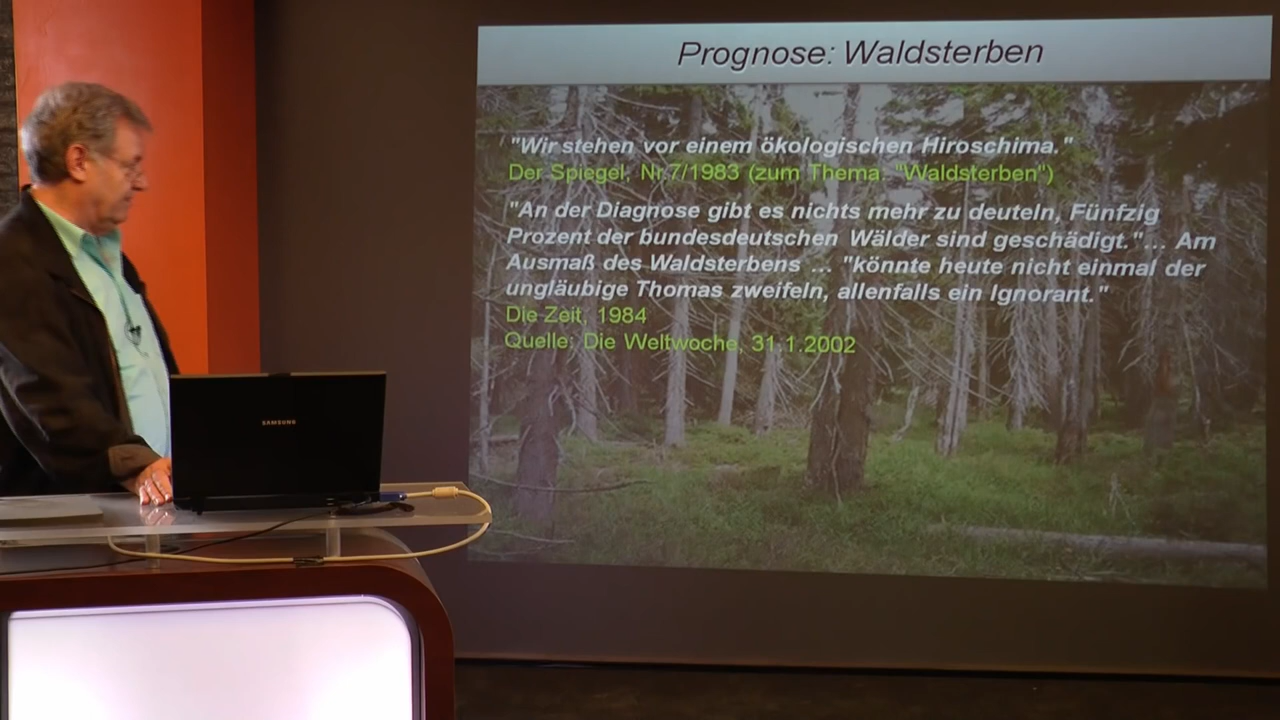 Prognose: Waldsterben
"Wir stehen vor einem ökologischen Hiroschima."
Der Spiegel, Nr.7/1983 (zum Thema. "Waldsterben")
"An der Diagnose gibt es nichts mehr zu deuteln, Fünfzig
Prozent der bundesdeutschen Wälder sind geschädigt."... Am
Ausmaß des Waldsterbens ... "könnte heute nicht einmal der
ungläubige Thomas zweifeln, allenfalls ein Ignorant."
Die Zeit, 1984
Quelle: Die Weltwoche, 31.1.2002
SAMSUNG